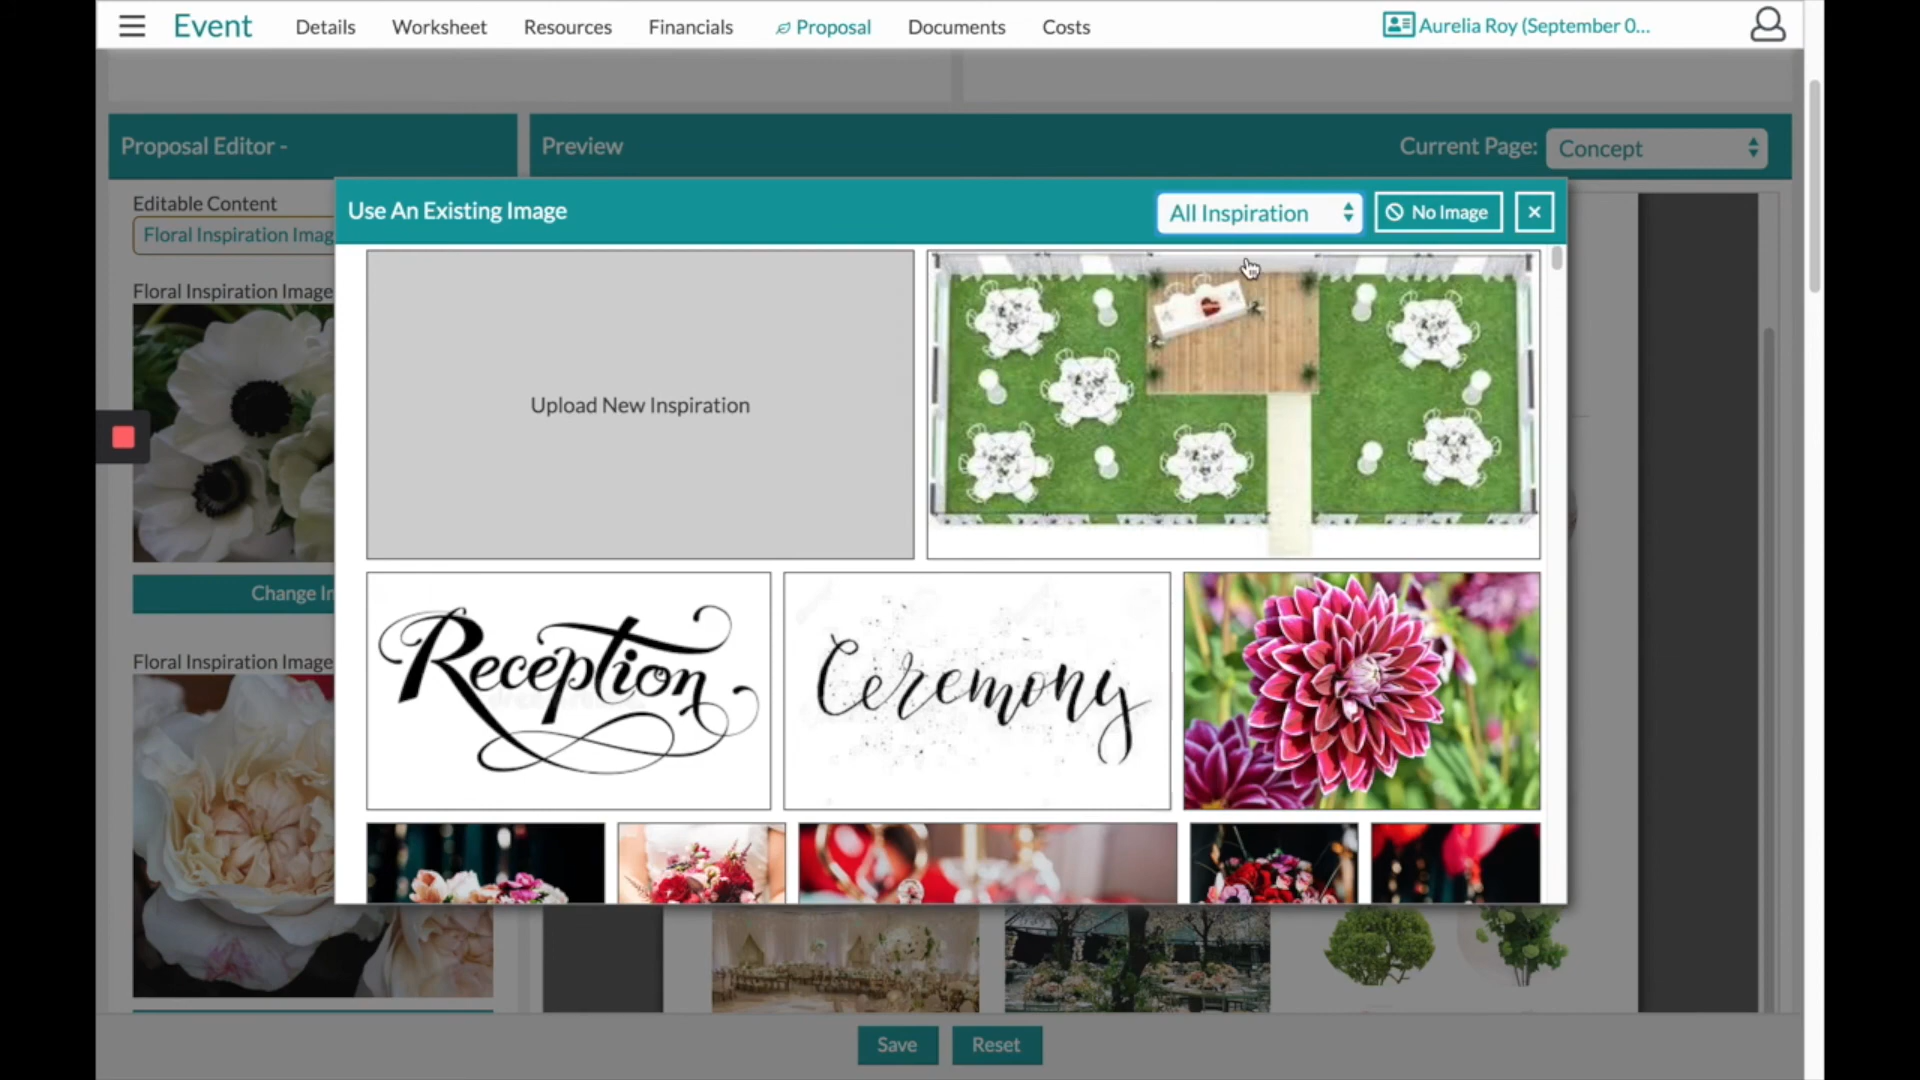 Event
Details
Worksheet
Resources
Financials
Proposal
Documents
Costs
Aurelia Roy (September 0...
Proposal Editor -
Preview
Current Page:
Concept
Editable Content
Floral Inspiration Imag
Use An Existing Image
All Inspiration
No Image
Floral Inspiration Image
Upload New Inspiration
Change Im
Floral Inspiration Image
Reception
Ceremony
Save
Reset